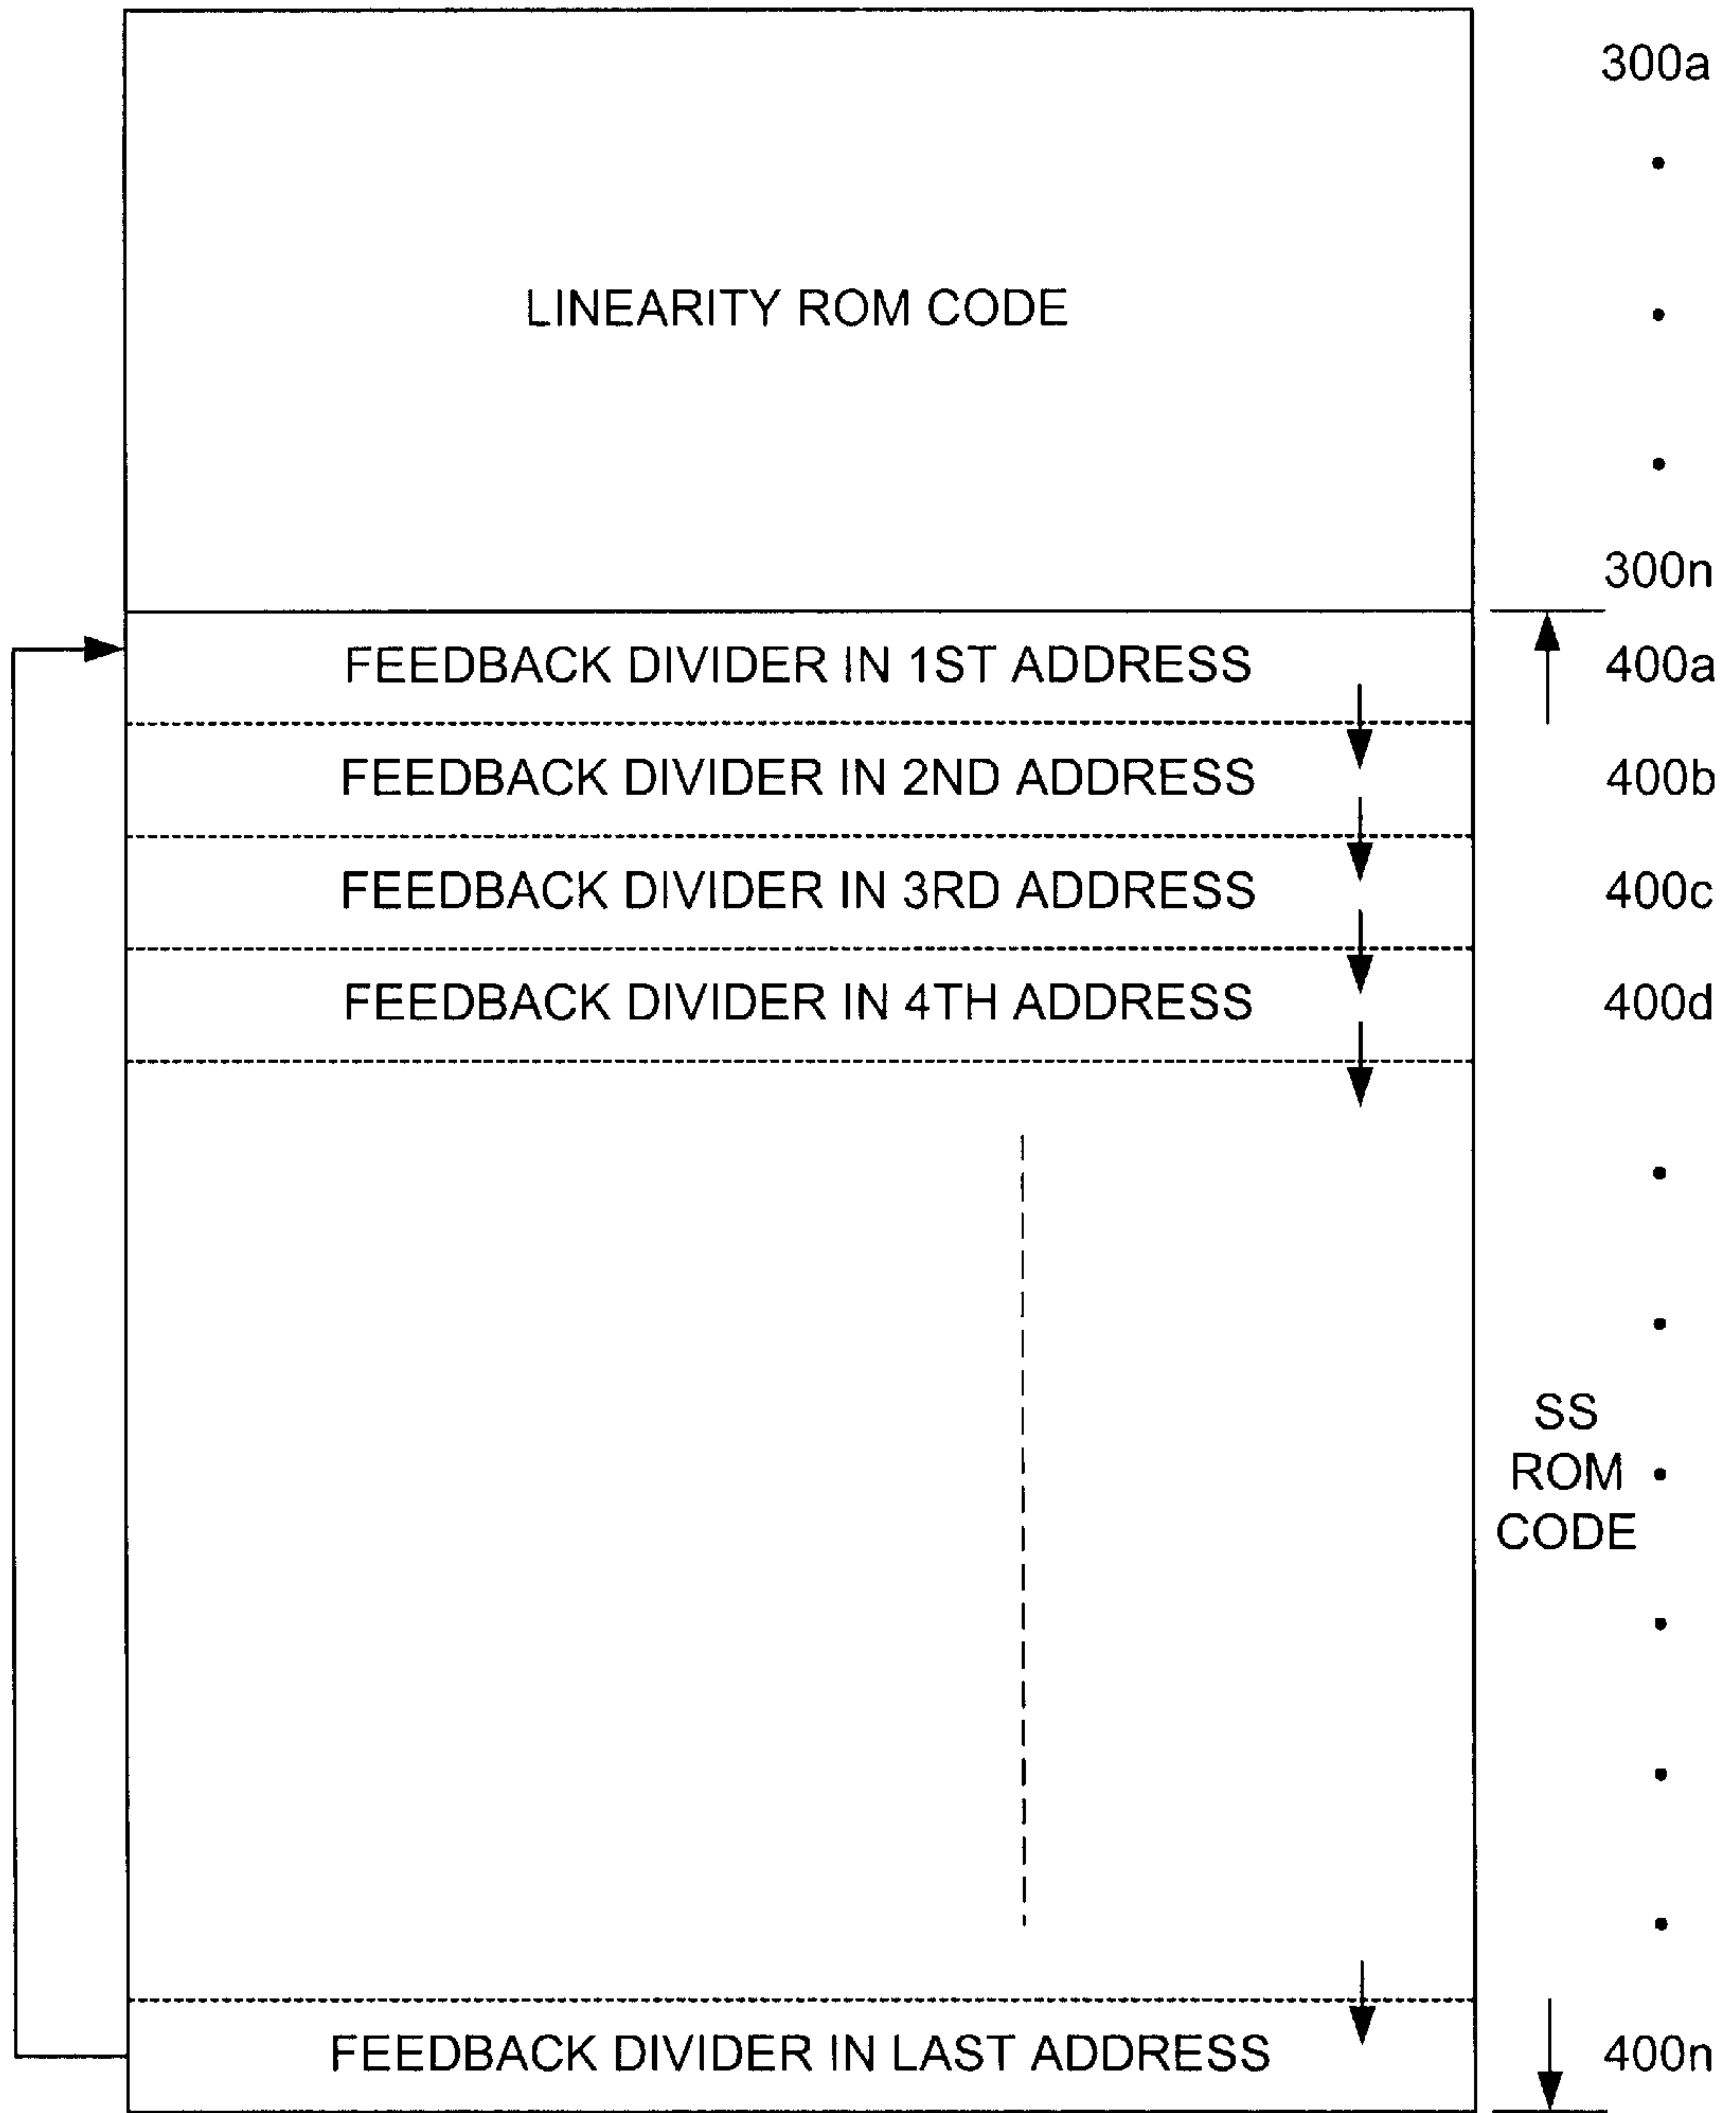 300a
LINEARITY ROM CODE
300n
FEEDBACK DIVIDER IN 1ST ADDRESS 400a
FEEDBACK DIVIDER IN 2ND ADDRESS 400b
FEEDBACK DIVIDER IN 3RD ADDRESS 400c
FEEDBACK DIVIDER IN 4TH ADDRESS 400d
SS
ROM
CODE
FEEDBACK DIVIDER IN LAST ADDRESS 400n